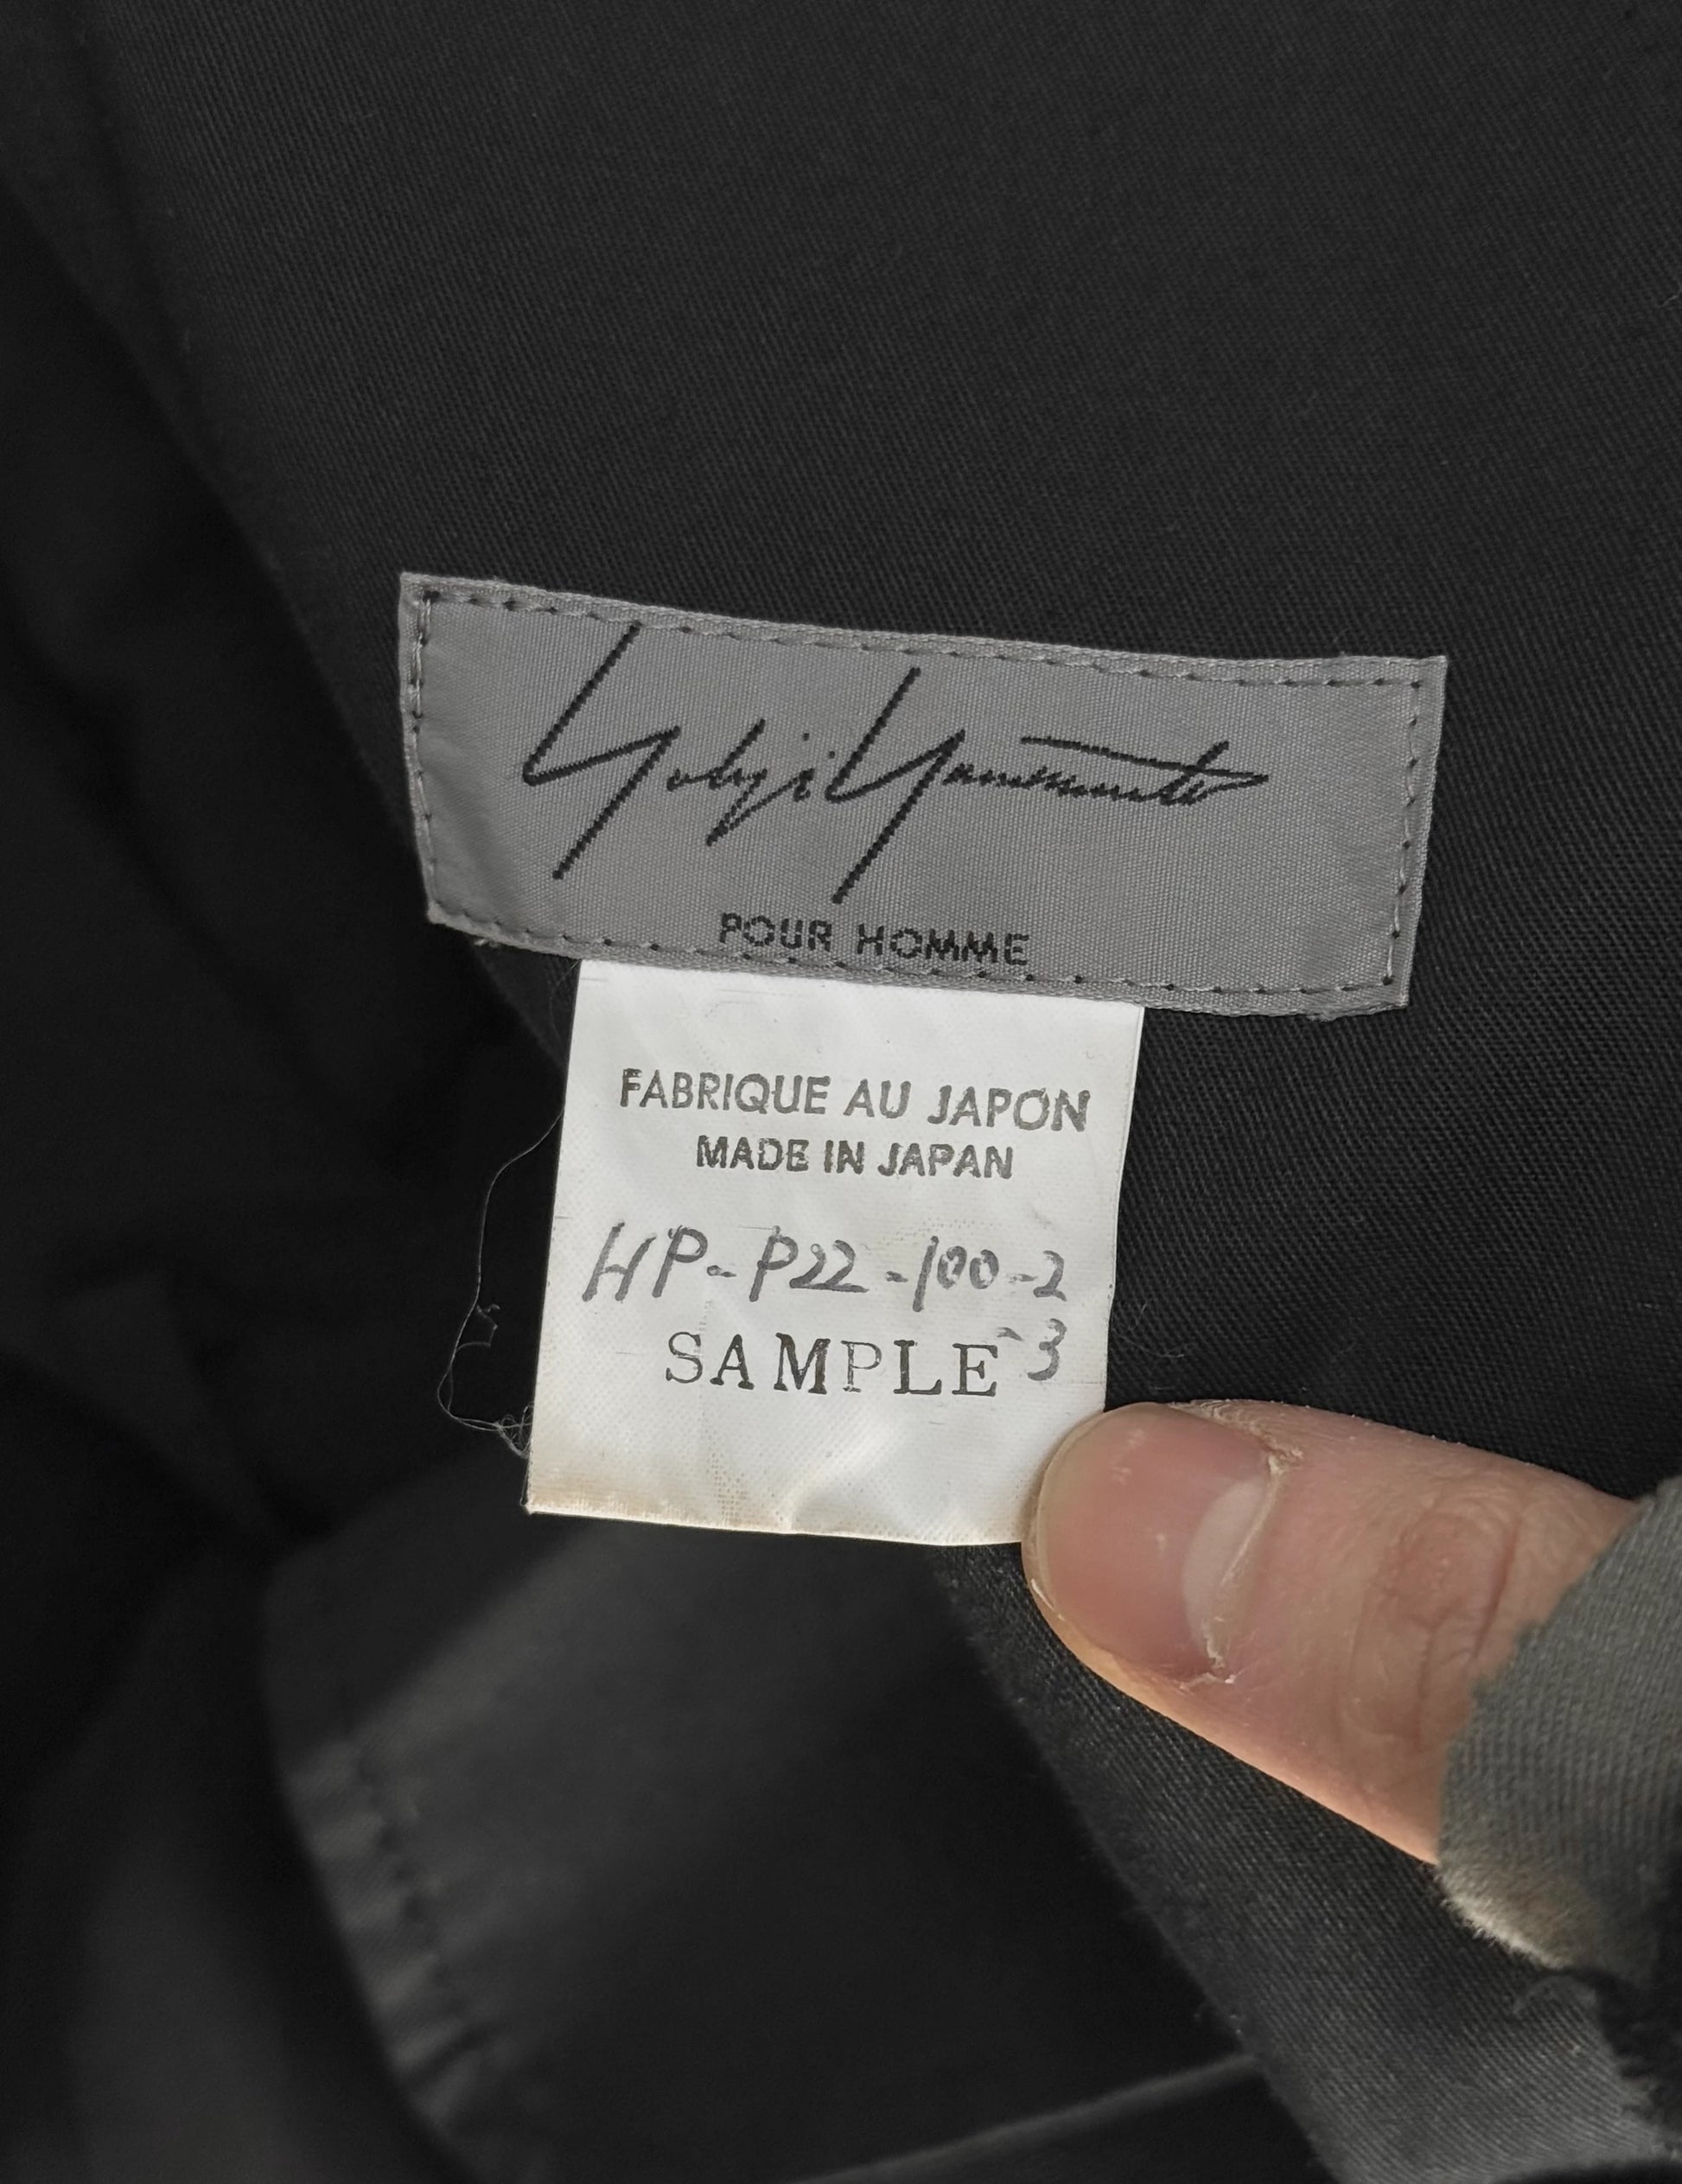 Yohji Yamamoto
POUR HOMME
FABRIQUE AU JAPON
MADE IN JAPAN
HP-P22-100-2
SAMPLE -3